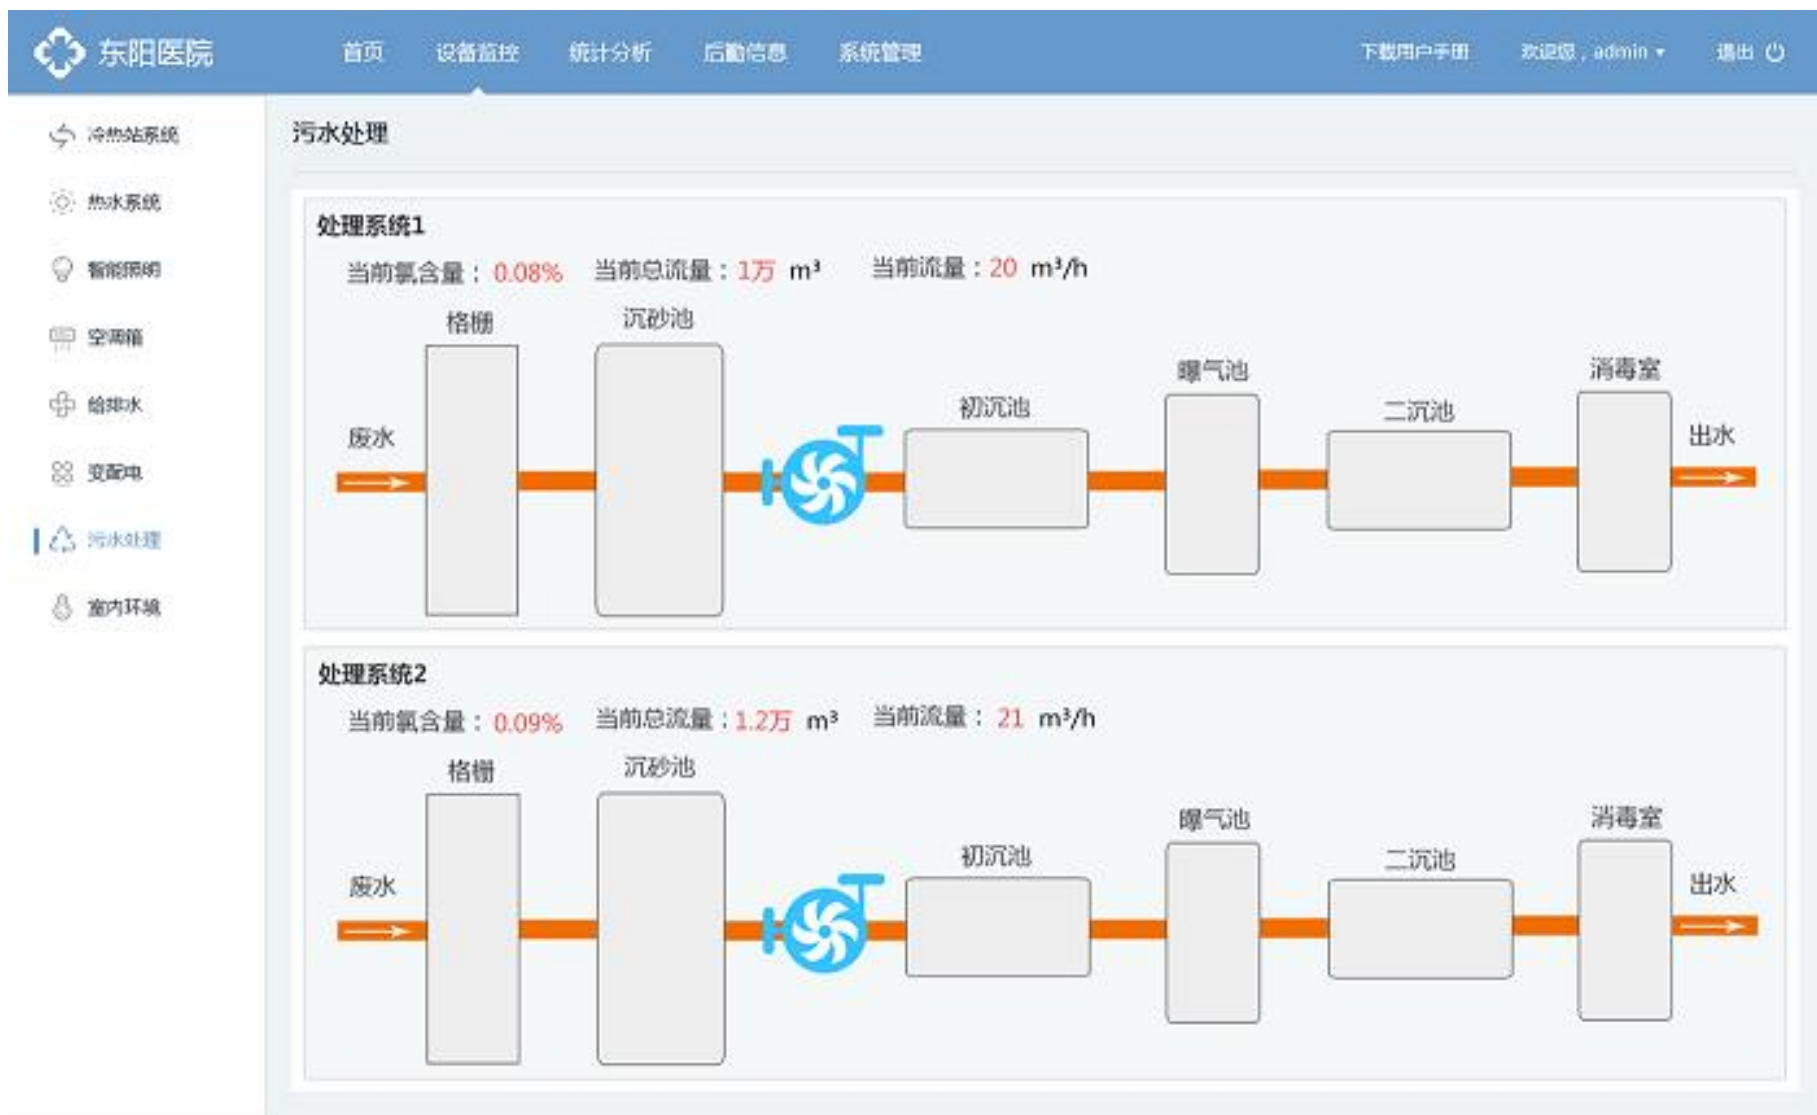 东阳医院 首页 设备监控 统计分析 后勤信息 系统管理 下载用户手册 欢迎您，admin 退出
冷热站系统
热水系统
智能照明
空调箱
给排水
变配电
污水处理
室内环境
污水处理
处理系统1
当前氯含量：0.08% 当前总流量：1万 m³ 当前流量：20 m³/h
格栅 沉砂池
曝气池 消毒室
初沉池 二沉池
废水 出水
处理系统2
当前氯含量：0.09% 当前总流量：1.2万 m³ 当前流量：21 m³/h
格栅 沉砂池
曝气池 消毒室
初沉池 二沉池
废水 出水